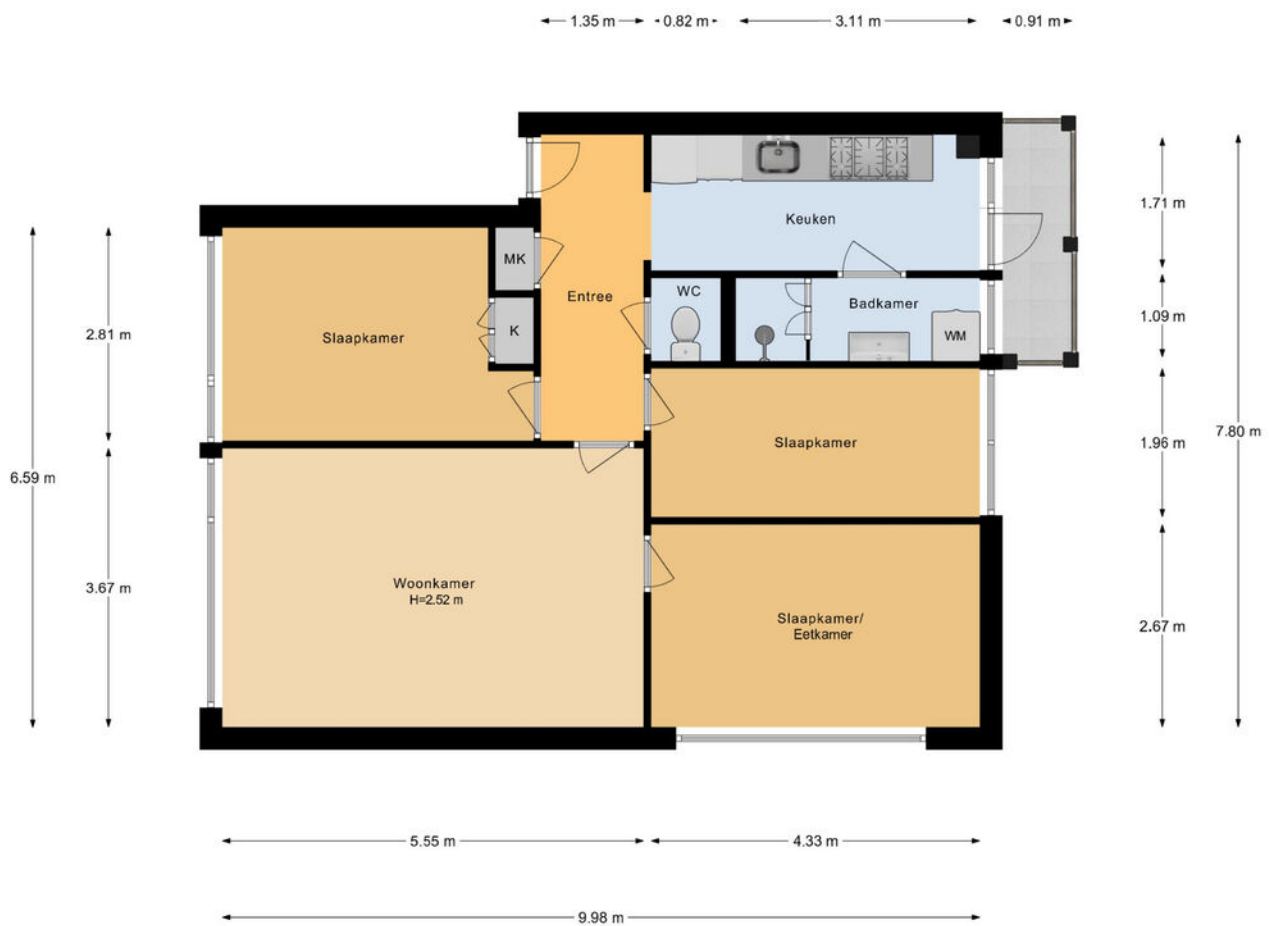 1.35 m
0.82 m
3.11 m
0.91 m
Keuken
1.71 m
MK
WC
Entree
Badkamer
1.09 m
K
WM
2.81 m
Slaapkamer
Slaapkamer
1.96 m
7.80 m
6.59 m
3.67 m
Woonkamer
H=2.52 m
Slaapkamer/
Eetkamer
2.67 m
5.55 m
4.33 m
9.98 m